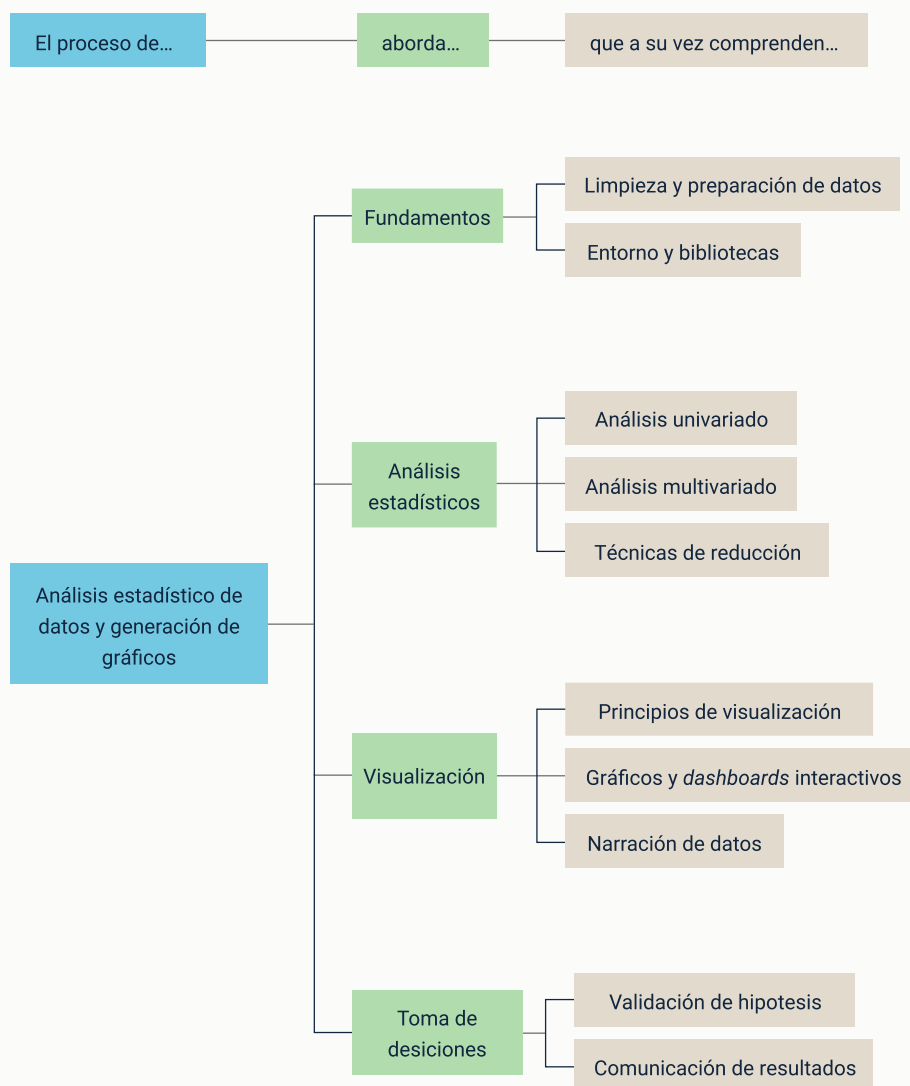 El proceso de…
aborda…
que a su vez comprenden…
Análisis estadístico de
datos y generación de
gráficos
Fundamentos
Limpieza y preparación de datos
Entorno y bibliotecas
Análisis
estadísticos
Análisis univariado
Análisis multivariado
Técnicas de reducción
Visualización
Principios de visualización
Gráficos y dashboards interactivos
Narración de datos
Toma de
desiciones
Validación de hipotesis
Comunicación de resultados